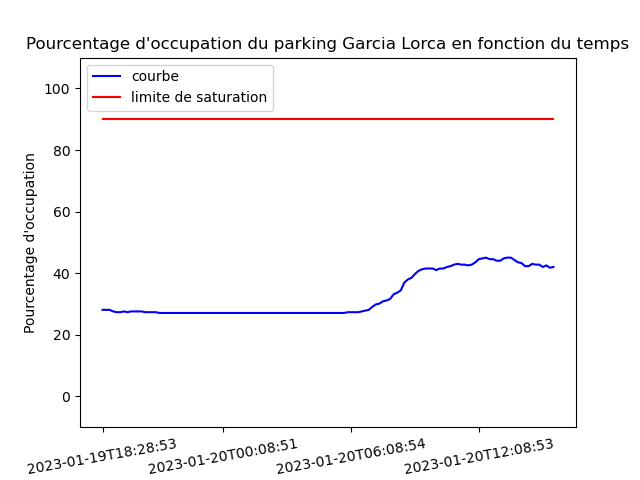 Pourcentage d'occupation du parking Garcia Lorca en fonction du temps
courbe
limite de saturation
Pourcentage d'occupation
100
80
60
40
20
0
2023-01-19T18:28:53
2023-01-20T00:08:51
2023-01-20T06:08:54
2023-01-20T12:08:53